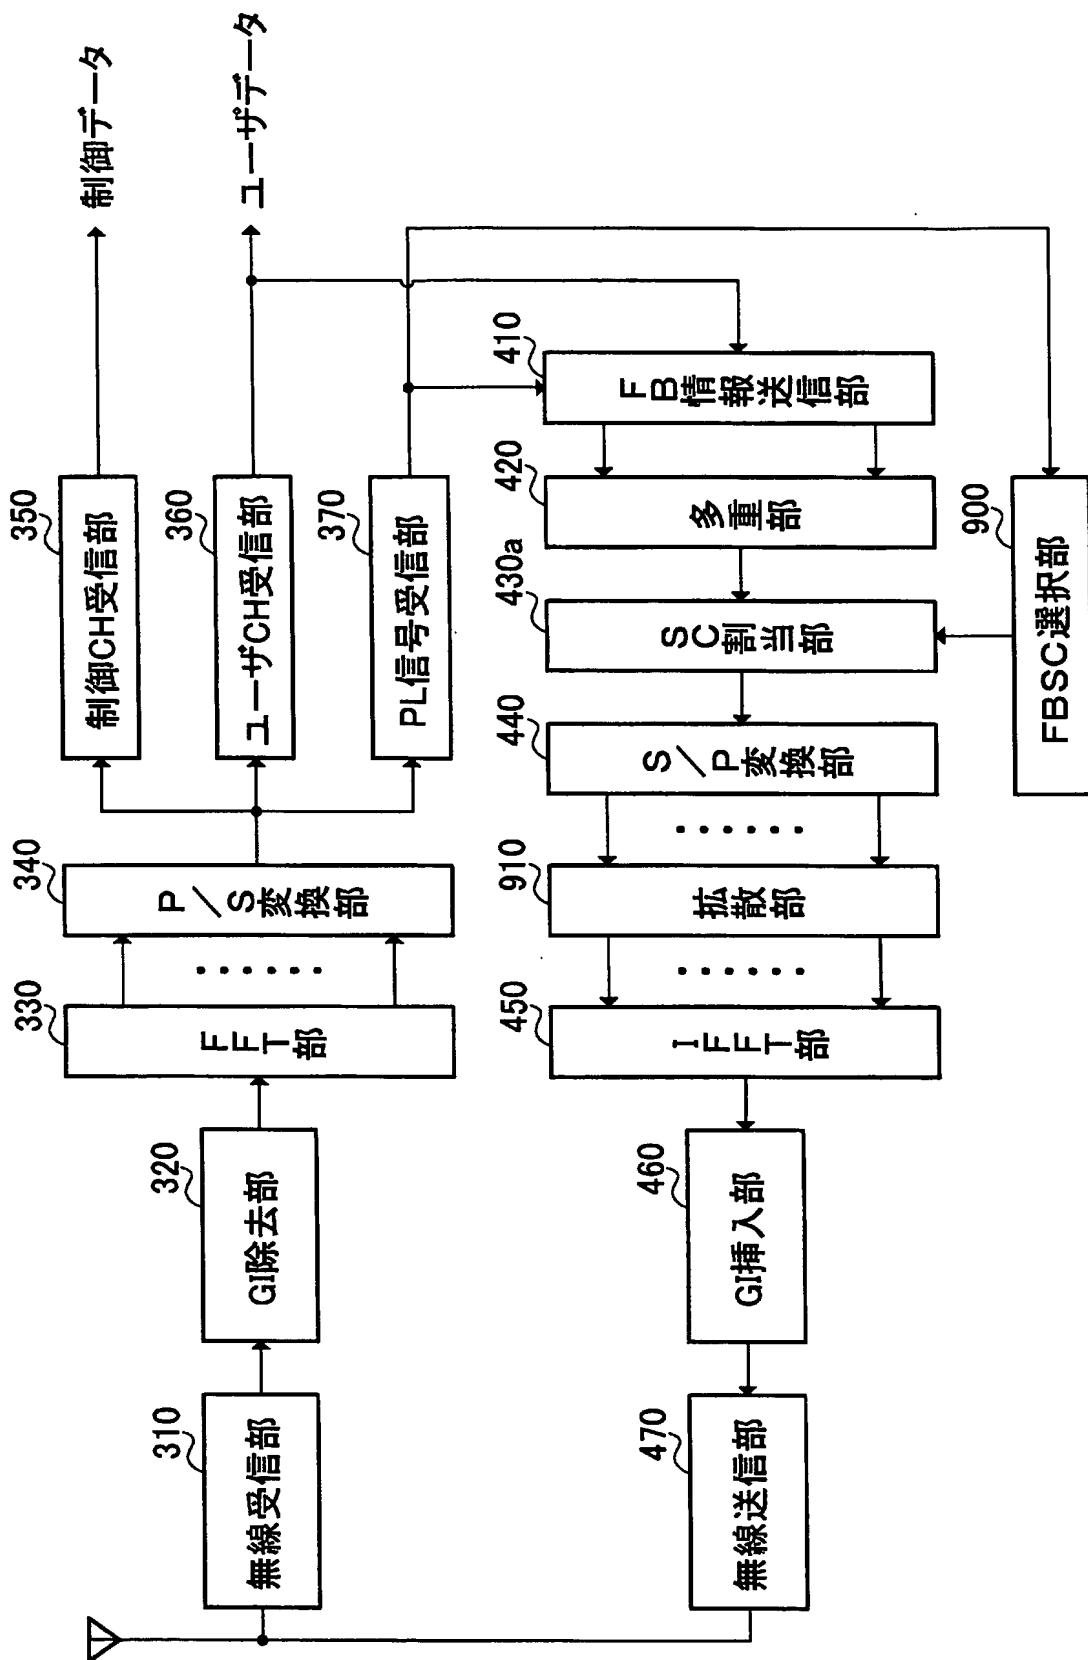 制御データ
ユーザデータ
350
制御CH受信部
360
ユーザCH受信部
370
PL信号受信部
340
P/S変換部
330
FFT部
320
GI除去部
310
無線受信部
410
FB情報送信部
420
多重部
430a
SC割当部
900
FBSC選択部
440
S/P変換部
910
拡散部
450
IFFT部
460
GI挿入部
470
無線送信部